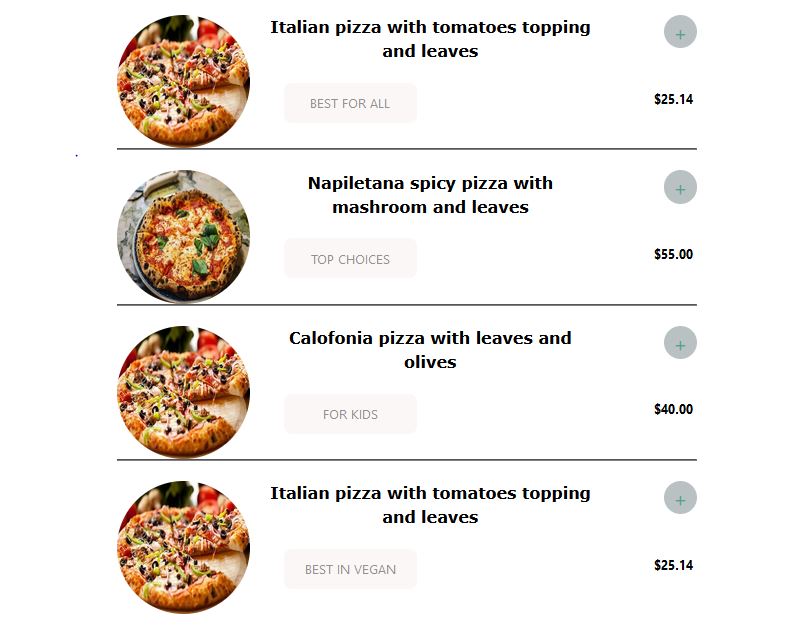 Italian pizza with tomatoes topping
and leaves
+
BEST FOR ALL
$25.14
Napiletana spicy pizza with
mashroom and leaves
+
TOP CHOICES
$55.00
Calofonia pizza with leaves and
olives
+
FOR KIDS
$40.00
Italian pizza with tomatoes topping
and leaves
+
BEST IN VEGAN
$25.14